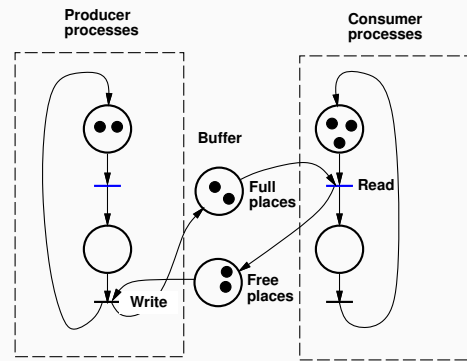 Producer
processes
Consumer
processes
Buffer
Full
places
Read
Free
places
Write